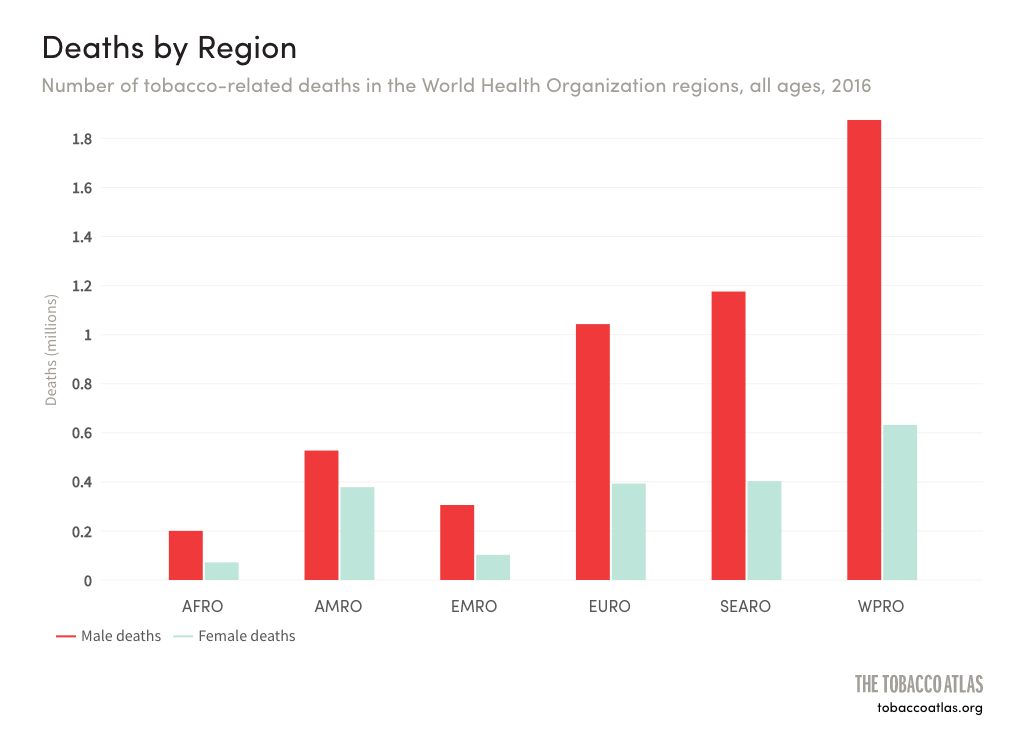 Deaths by Region
Number of tobacco-related deaths in the World Health Organization regions, all ages, 2016
Deaths (millions)
1.8
1.6
1.4
1.2
1
0.8
0.6
0.4
0.2
0
AFRO AMRO EMRO EURO SEARO WPRO
Male deaths Female deaths
THE TOBACCO ATLAS
tobaccoatlas.org